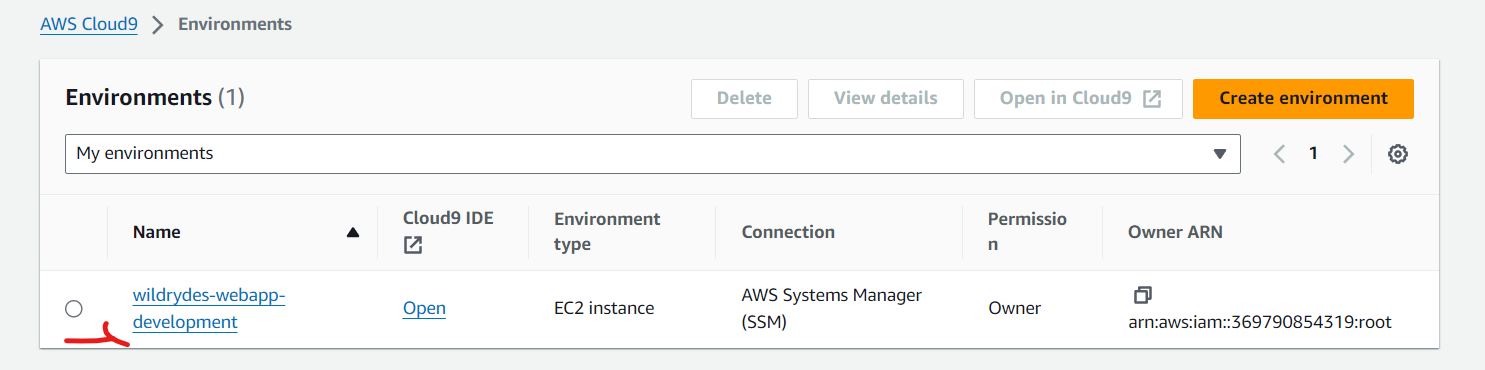 AWS Cloud9 > Environments
Environments (1)
Delete
View details
Open in Cloud9
Create environment
My environments
1
Name
Cloud9 IDE
Environment
type
Connection
Permissio
n
Owner ARN
wildrydes-webapp-
development
Open
EC2 instance
AWS Systems Manager
(SSM)
Owner
arn:aws:iam::369790854319:root